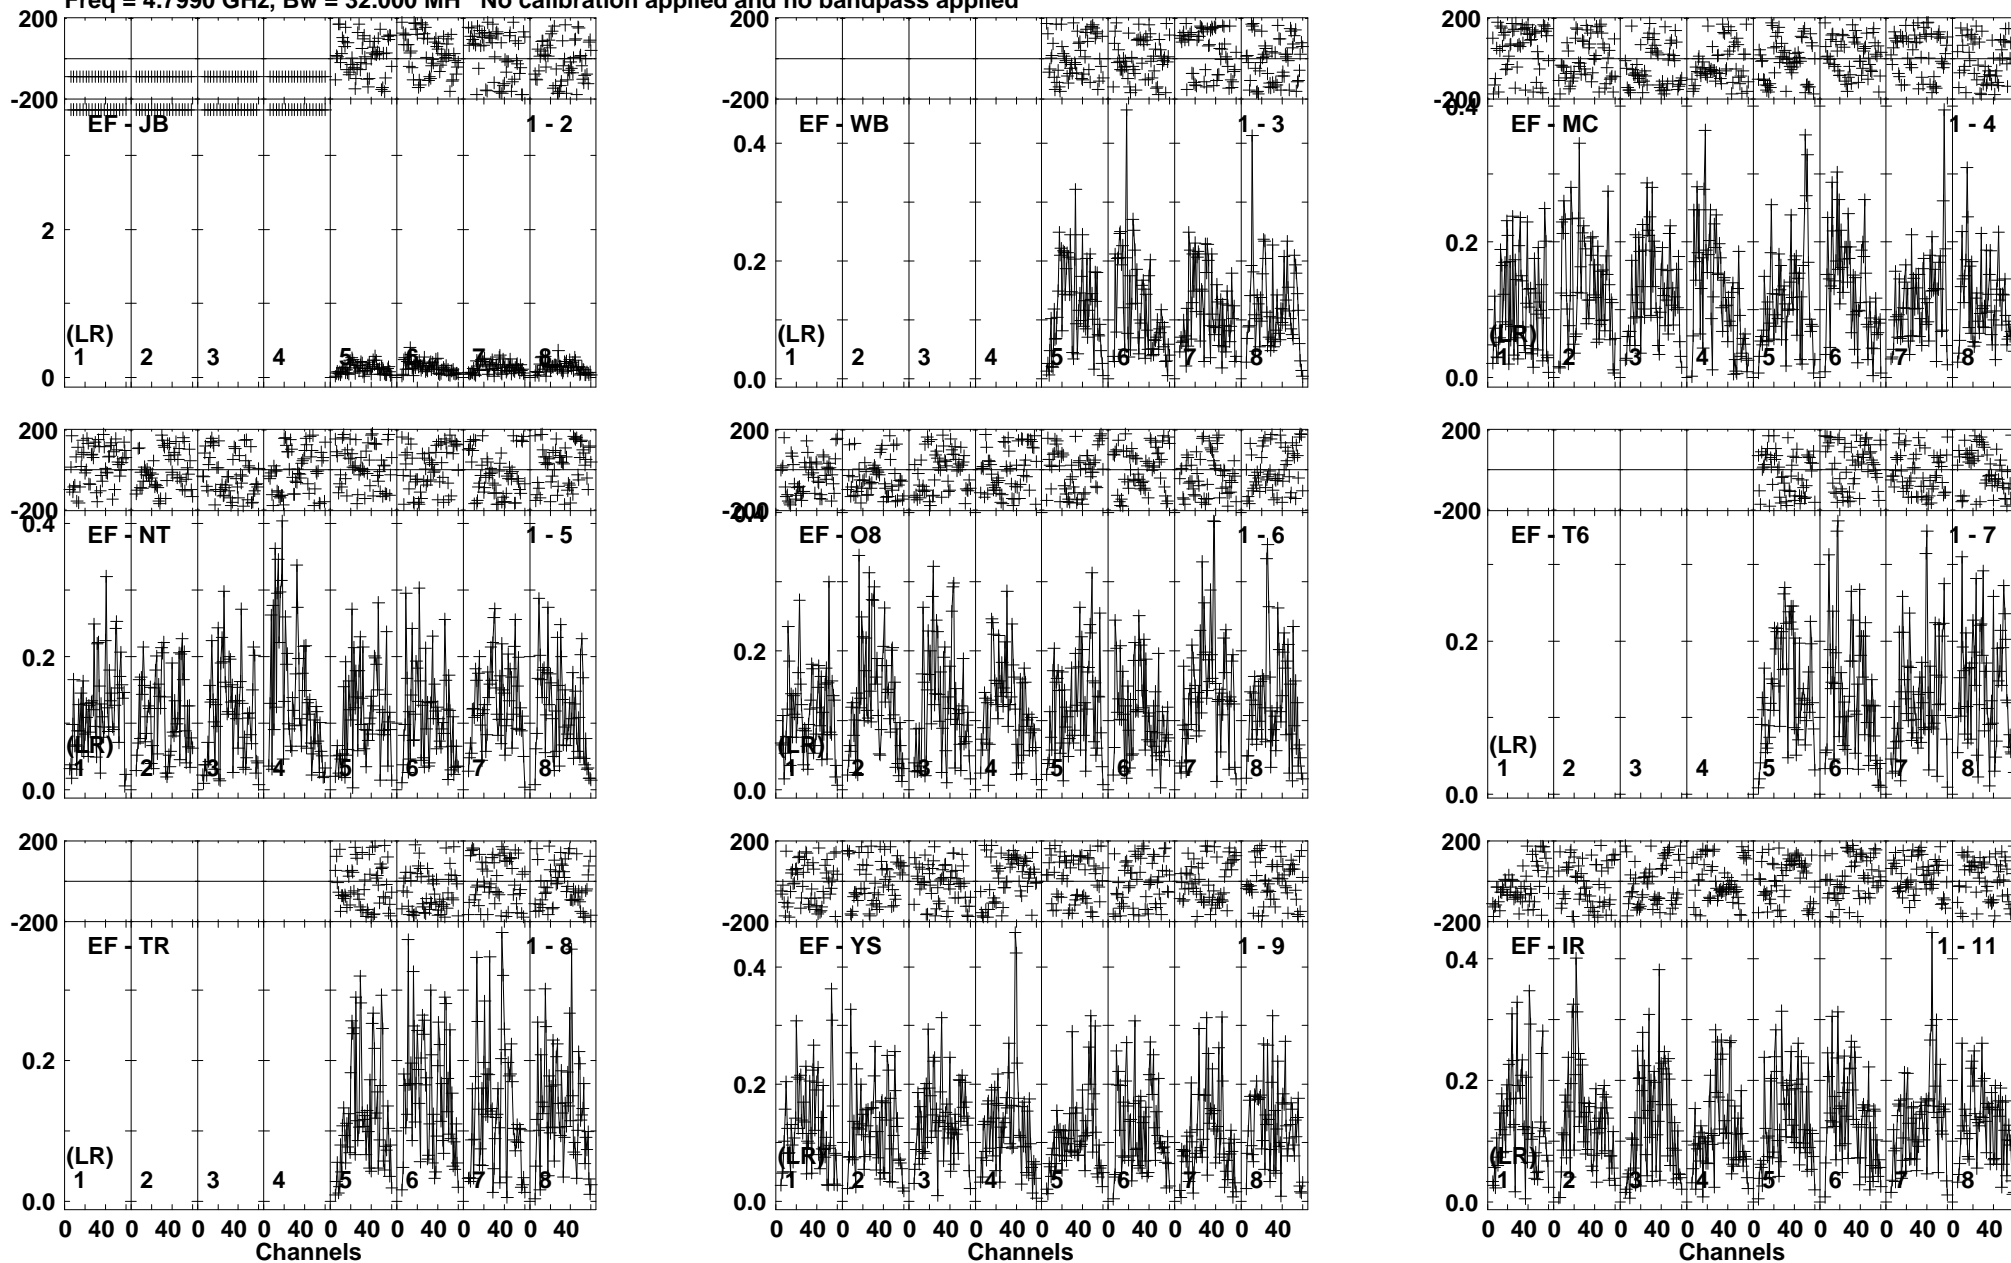 Freq = 4.7990 GHz, Bw = 32.000 MH No calibration applied and no bandpass applied
200
-200
EF - JB 1 - 2
2
0
(LR)
1 2 3 4 5 6 7 8
EF - WB 1 - 3
200
-200
0.4
0.2
0.0
(LR)
1 2 3 4 5 6 7 8
200
-200
0.4
EF - MC 1 - 4
0.2
0.0
(LR)
1 2 3 4 5 6 7 8
200
-200
0.4
EF - NT 1 - 5
0.2
0.0
(LR)
1 2 3 4 5 6 7 8
200
-200
0.4
EF - O8 1 - 6
0.2
0.0
(LR)
1 2 3 4 5 6 7 8
200
-200
EF - T6 1 - 7
0.2
0.0
(LR)
1 2 3 4 5 6 7 8
200
-200
EF - TR 1 - 8
0.2
0.0
(LR)
1 2 3 4 5 6 7 8
0 40 0 40 0 40 0 40 0 40 0 40 0 40 0 40
Channels
200
-200
EF - YS 1 - 9
0.4
0.2
0.0
(LR)
1 2 3 4 5 6 7 8
0 40 0 40 0 40 0 40 0 40 0 40 0 40 0 40
Channels
200
-200
EF - IR 1 - 11
0.4
0.2
0.0
(LR)
1 2 3 4 5 6 7 8
0 40 0 40 0 40 0 40 0 40 0 40 0 40 0 40
Channels